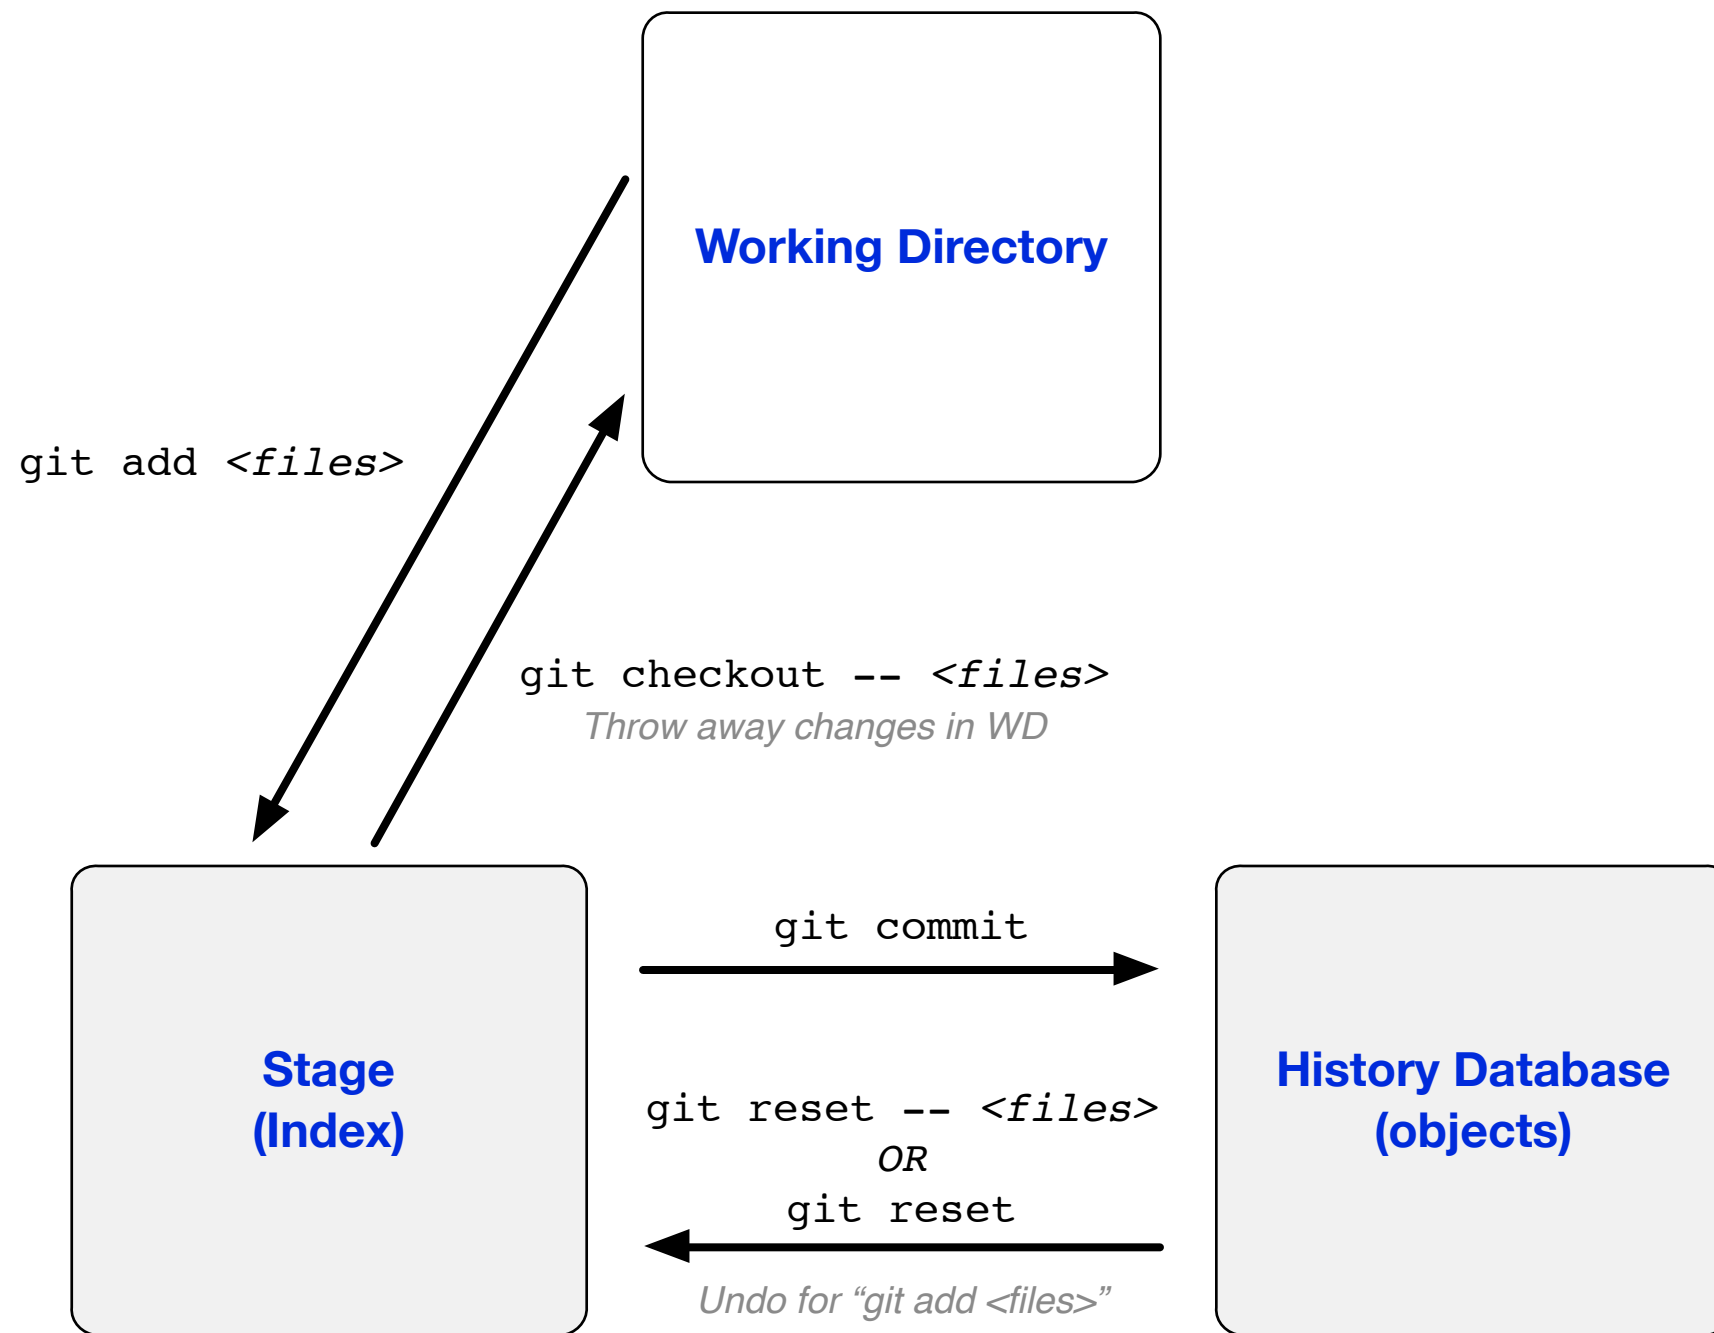 Working Directory
git add <files>
git checkout -- <files>
Throw away changes in WD
git commit
Stage
(Index)
git reset -- <files>
OR
git reset
Undo for “git add <files>”
History Database
(objects)